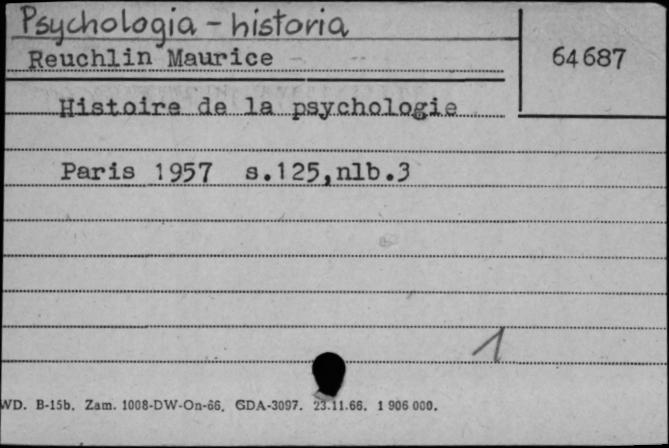 Psychologia - historia
Reuchlin Maurice
64687
Histoire de la psychologie
Paris 1957 s.125,nlb.3
1
WD. B-15b. Zam. 1008-DW-On-66. GDA-3097. 23.11.66. 1 906 000.